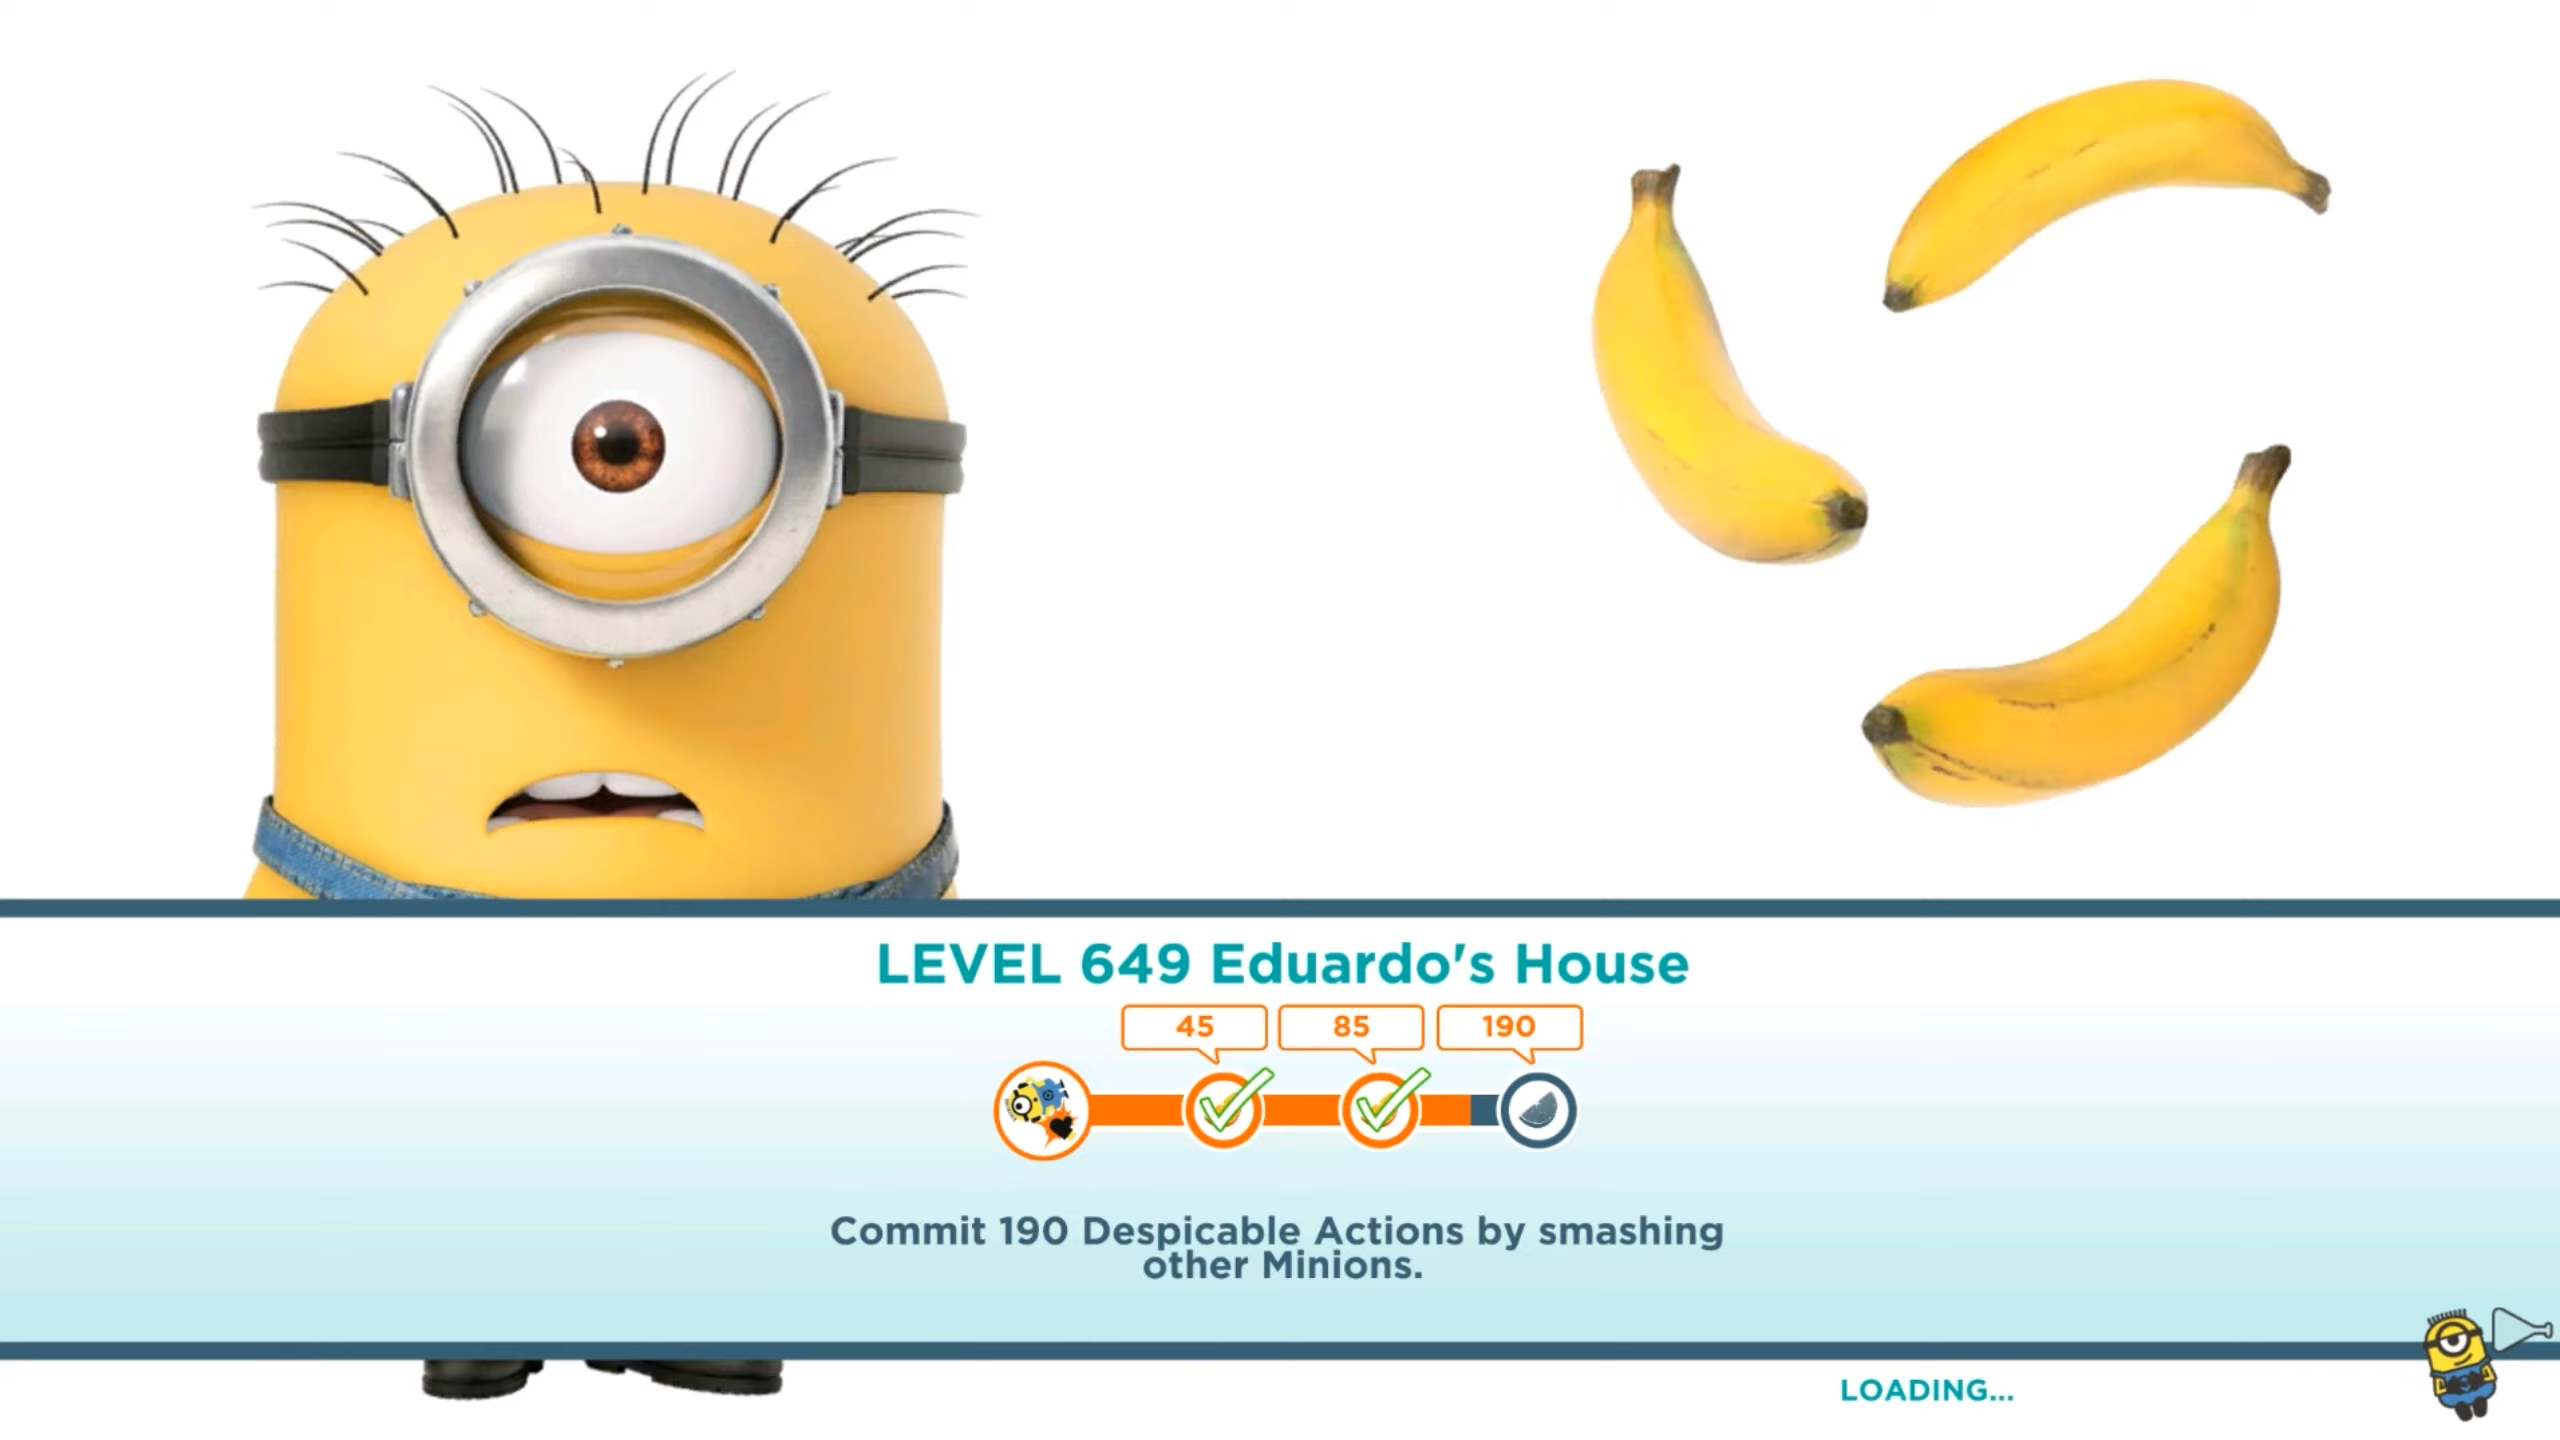 LEVEL 649 Eduardo's House
45 85 190
Commit 190 Despicable Actions by smashing
other Minions.
LOADING...